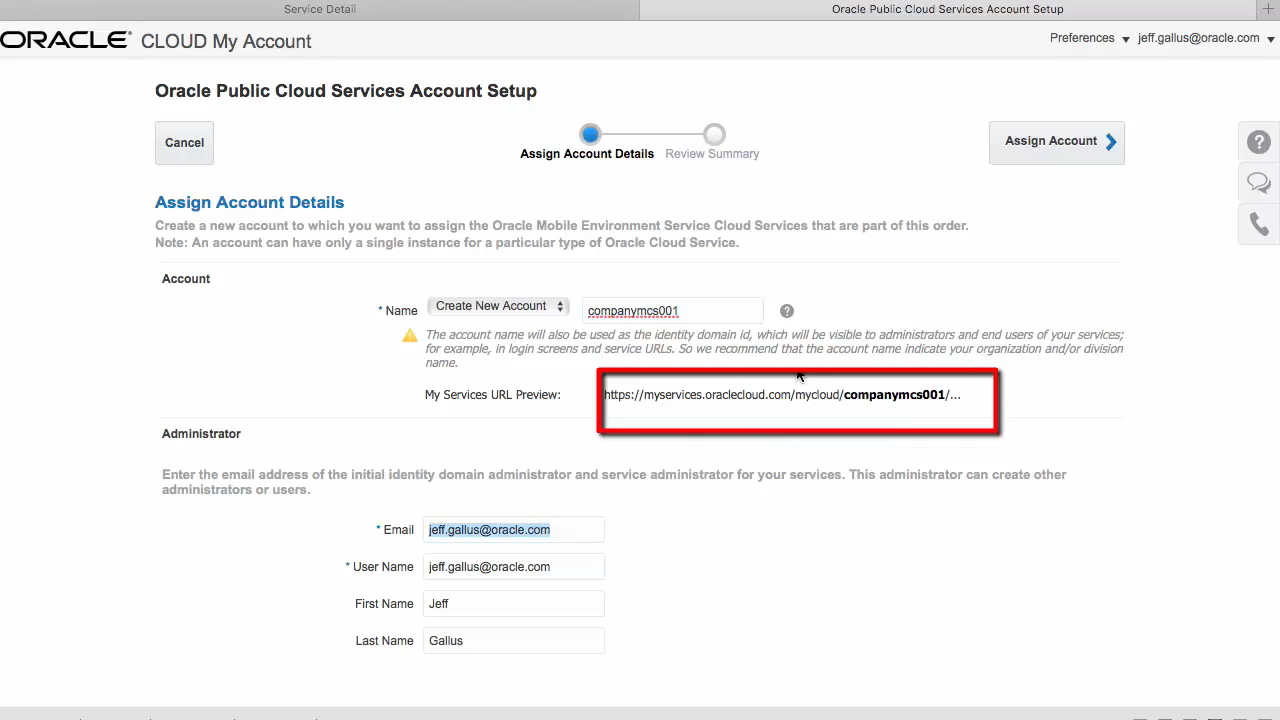 Service Detail
Oracle Public Cloud Services Account Setup
ORACLE CLOUD My Account
Preferences
jeff.gallus@oracle.com
Oracle Public Cloud Services Account Setup
Cancel
Assign Account Details
Review Summary
Assign Account
Assign Account Details
Create a new account to which you want to assign the Oracle Mobile Environment Service Cloud Services that are part of this order.
Note: An account can have only a single instance for a particular type of Oracle Cloud Service.
Account
* Name Create New Account companymcs001 ?
The account name will also be used as the identity domain id, which will be visible to administrators and end users of your services;
for example, in login screens and service URLs. So we recommend that the account name indicate your organization and/or division
name.
My Services URL Preview: https://myservices.oraclecloud.com/mycloud/companymcs001/...
Administrator
Enter the email address of the initial identity domain administrator and service administrator for your services. This administrator can create other
administrators or users.
* Email jeff.gallus@oracle.com
* User Name jeff.gallus@oracle.com
First Name Jeff
Last Name Gallus